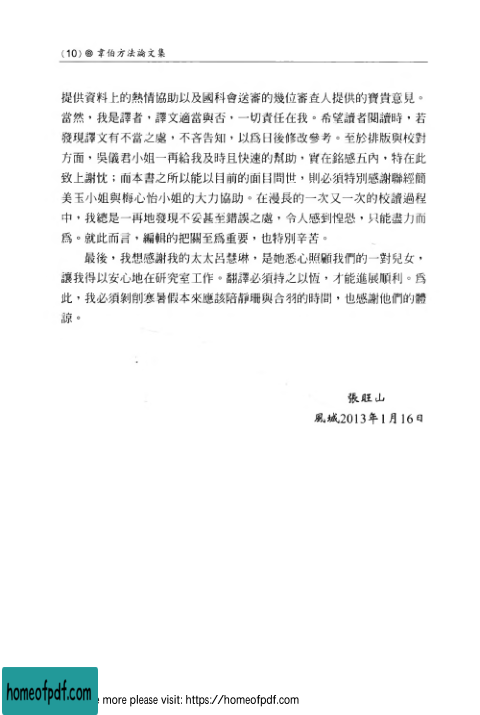 (10) ◉ 韋伯方法論文集
提供資料上的熱情協助以及國科會送審的幾位審查人提供的寶貴意見。
當然，我是譯者，譯文適當與否，一切責任在我。希望讀者閱讀時，若
發現譯文有不當之處，不吝告知，以為日後修改參考。至於排版與校對
方面，吳儀君小姐一再給我及時且快速的幫助，實在銘感五內，特在此
致上謝忱；而本書之所以能以目前的面目問世，則必須特別感謝聯經簡
美玉小姐與梅心怡小姐的大力協助。在漫長的一次又一次的校讀過程
中，我總是一再地發現不妥甚至錯誤之處，令人感到惶恐，只能盡力而
為。就此而言，編輯的把關至為重要，也特別辛苦。
最後，我想感謝我的太太呂慧琳，是她悉心照顧我們的一對兒女，
讓我得以安心地在研究室工作。翻譯必須持之以恆，才能進展順利。為
此，我必須剝削寒暑假本來應該陪靜珊與合羽的時間，也感謝他們的體
諒。
張旺山
風城2013年1月16日
homeofpdf.com
more please visit: https://homeofpdf.com